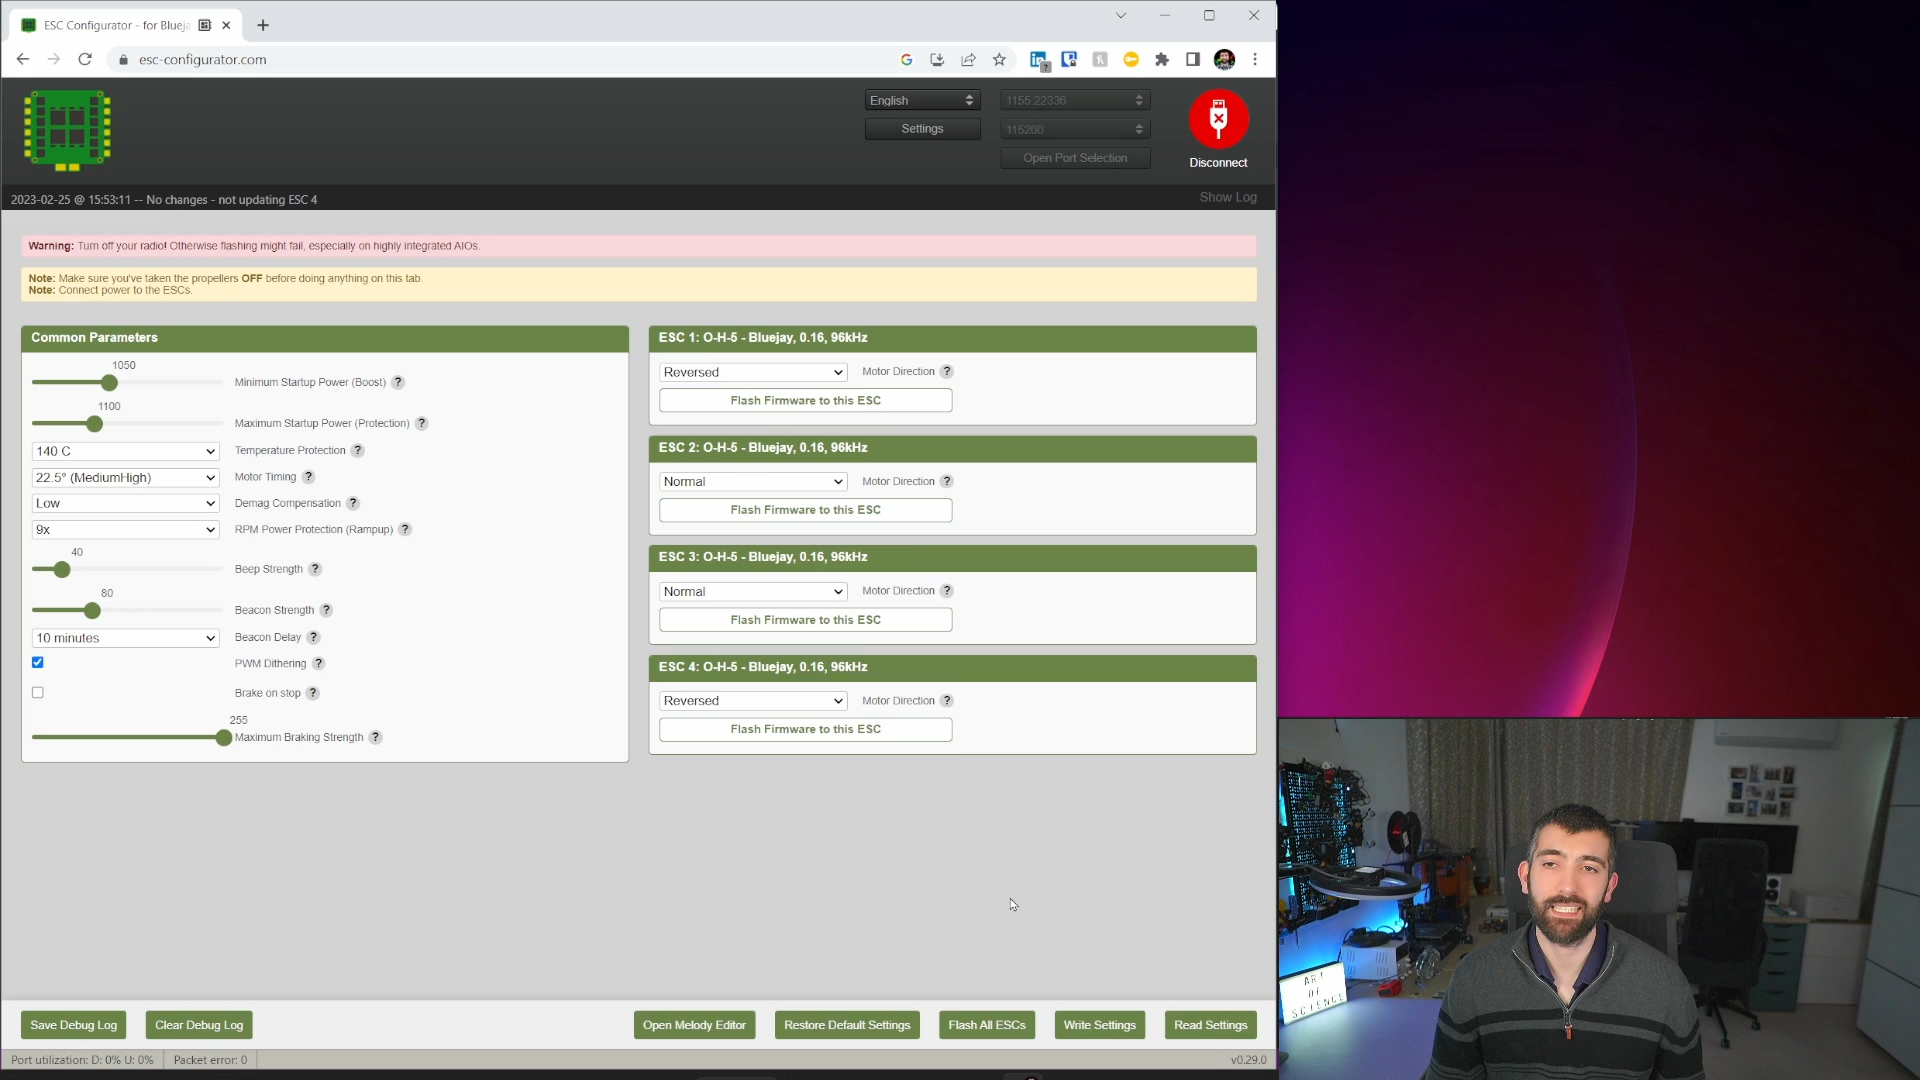 ESC Configurator - for Blueja
esc-configurator.com
English
1155:22336
Settings
115200
Open Port Selection
Disconnect
2023-02-25 @ 15:53:11 -- No changes - not updating ESC 4
Show Log
Warning: Turn off your radio! Otherwise flashing might fail, especially on highly integrated AIOs.
Note: Make sure you've taken the propellers OFF before doing anything on this tab.
Note: Connect power to the ESCs.
Common Parameters
1050
Minimum Startup Power (Boost) ?
1100
Maximum Startup Power (Protection) ?
140 C
Temperature Protection ?
22.5° (MediumHigh)
Motor Timing ?
Low
Demag Compensation ?
9x
RPM Power Protection (Rampup) ?
40
Beep Strength ?
80
Beacon Strength ?
10 minutes
Beacon Delay ?
PWM Dithering ?
Brake on stop ?
255
Maximum Braking Strength ?
ESC 1: O-H-5 - Bluejay, 0.16, 96kHz
Reversed
Motor Direction ?
Flash Firmware to this ESC
ESC 2: O-H-5 - Bluejay, 0.16, 96kHz
Normal
Motor Direction ?
Flash Firmware to this ESC
ESC 3: O-H-5 - Bluejay, 0.16, 96kHz
Normal
Motor Direction ?
Flash Firmware to this ESC
ESC 4: O-H-5 - Bluejay, 0.16, 96kHz
Reversed
Motor Direction ?
Flash Firmware to this ESC
Save Debug Log
Clear Debug Log
Open Melody Editor
Restore Default Settings
Flash All ESCs
Write Settings
Read Settings
Port utilization: D: 0% U: 0%
Packet error: 0
v0.29.0
ART
OF
SCIENCE